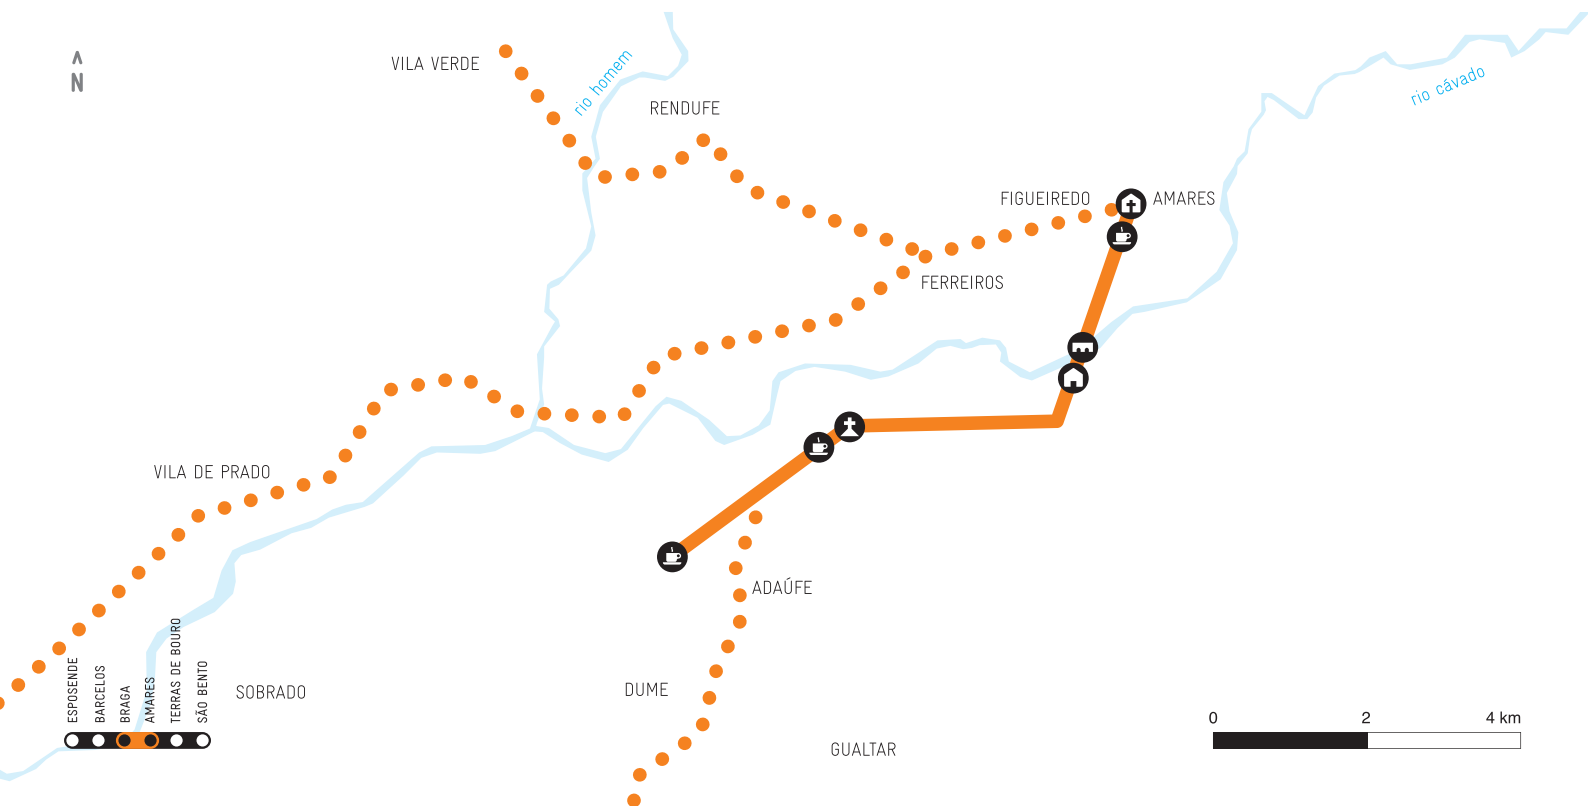 N
VILA VERDE
rio homem
RENDUFE
rio cávado
FIGUEIREDO
AMARES
FERREIROS
VILA DE PRADO
ADAÚFE
DUME
SOBRADO
GUALTAR
ESPOSENDE
BARCELOS
BRAGA
AMARES
TERRAS DE BOURO
SÃO BENTO
0 2 4 km